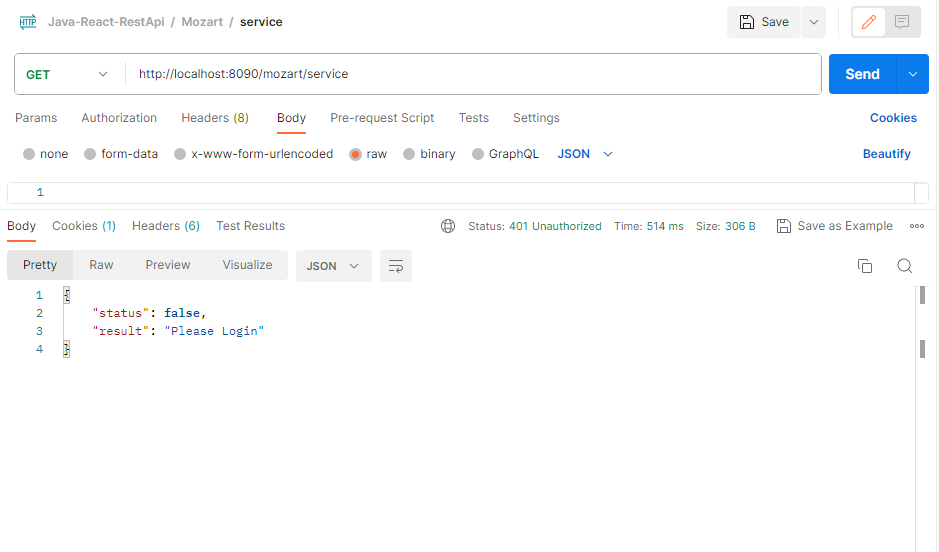 HTTP Java-React-RestApi / Mozart / service Save
GET http://localhost:8090/mozart/service Send
Params Authorization Headers (8) Body Pre-request Script Tests Settings Cookies
none form-data x-www-form-urlencoded raw binary GraphQL JSON Beautify
1
Body Cookies (1) Headers (6) Test Results Status: 401 Unauthorized Time: 514 ms Size: 306 B Save as Example
Pretty Raw Preview Visualize JSON
1 {
2 "status": false,
3 "result": "Please Login"
4 }